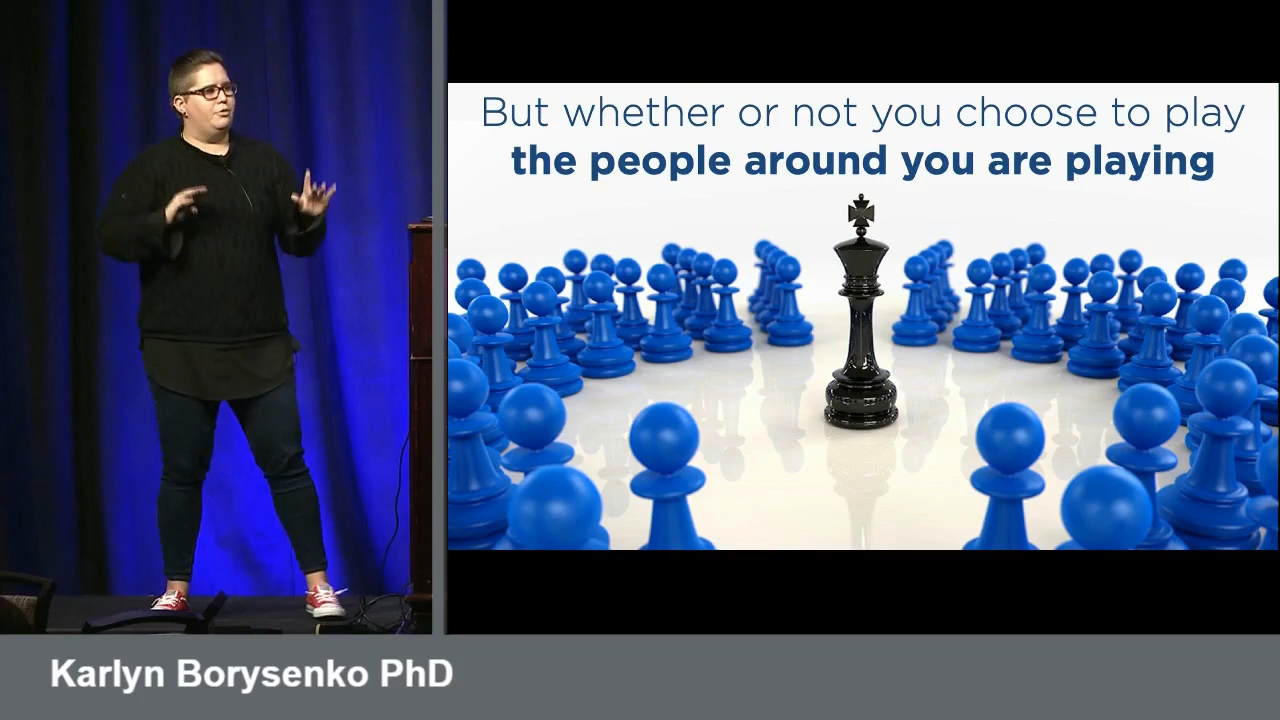 But whether or not you choose to play
the people around you are playing
Karlyn Borysenko PhD